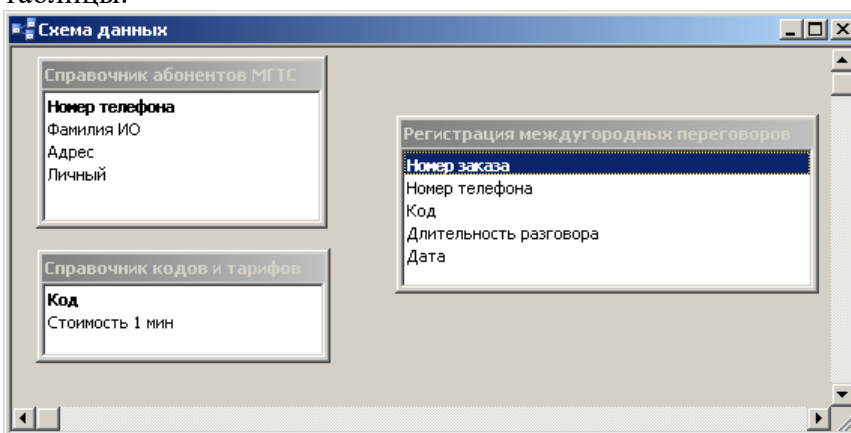 Схема данных
Справочник абонентов МГТС
Номер телефона
Фамилия ИО
Адрес
Личный
Регистрация междугородных переговоров
Номер заказа
Номер телефона
Код
Длительность разговора
Дата
Справочник кодов и тарифов
Код
Стоимость 1 мин